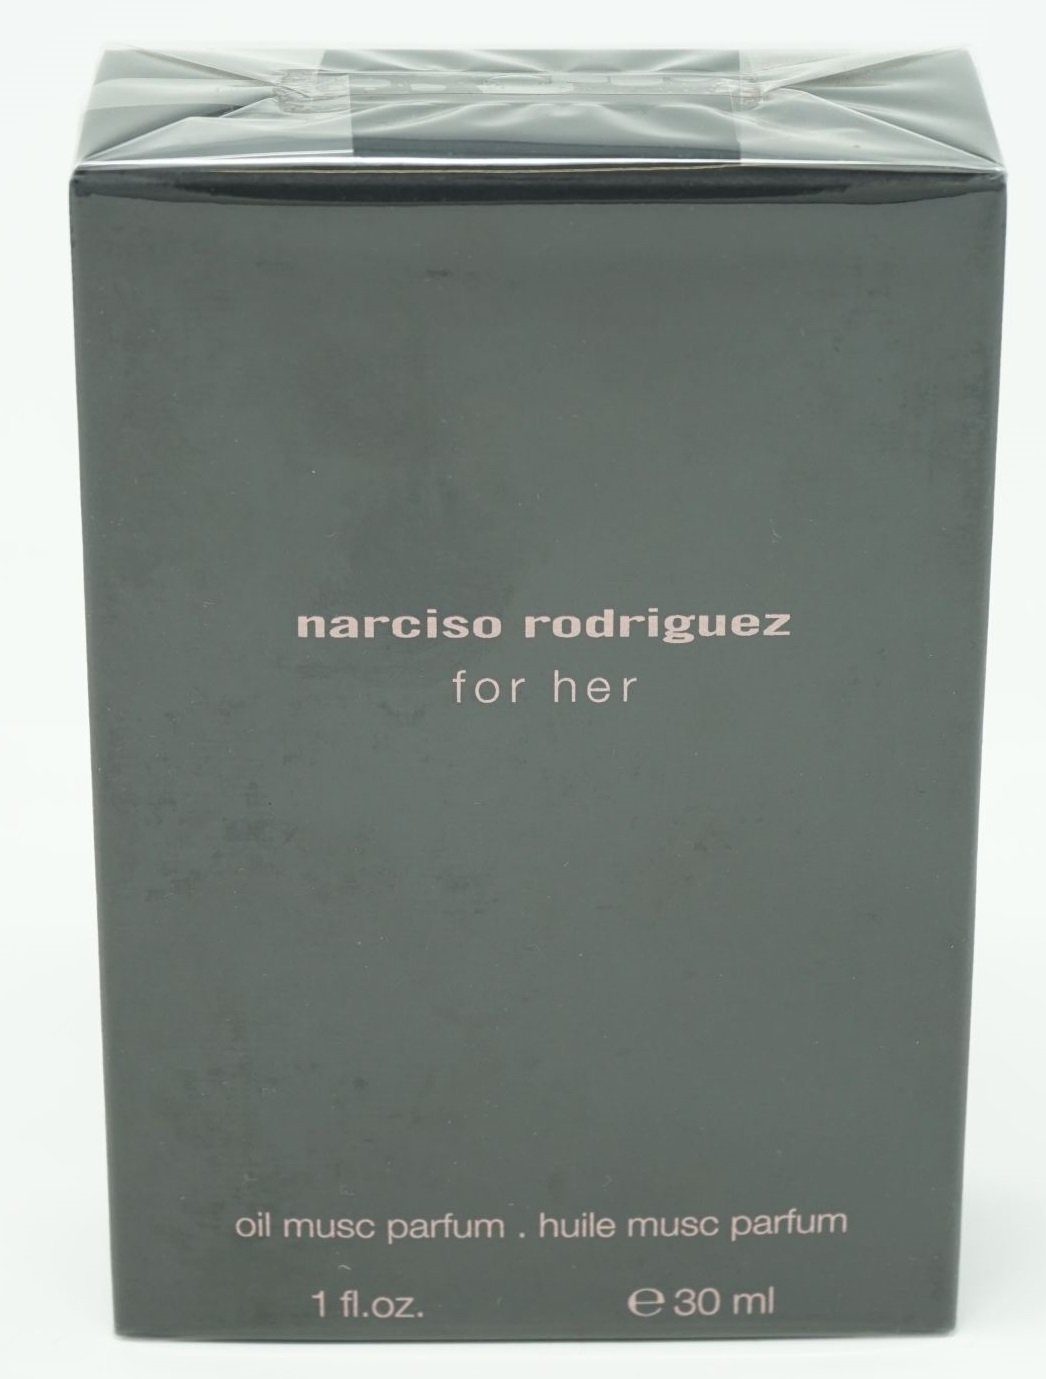 narciso rodriguez
for her
oil musc parfum . huile musc parfum
1 fl.oz. ℮ 30 ml